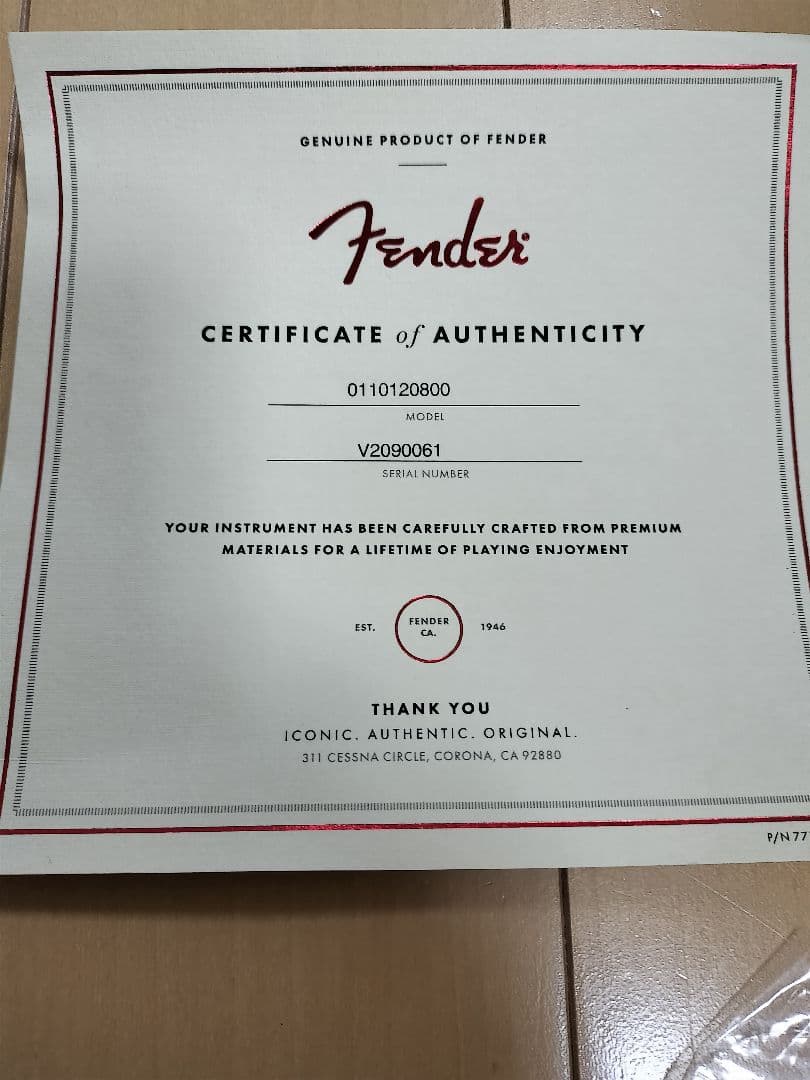 GENUINE PRODUCT OF FENDER
Fender®
CERTIFICATE of AUTHENTICITY
0110120800
MODEL
V2090061
SERIAL NUMBER
YOUR INSTRUMENT HAS BEEN CAREFULLY CRAFTED FROM PREMIUM
MATERIALS FOR A LIFETIME OF PLAYING ENJOYMENT
EST. FENDER CA. 1946
THANK YOU
ICONIC. AUTHENTIC. ORIGINAL.
311 CESSNA CIRCLE, CORONA, CA 92880
P/N 77